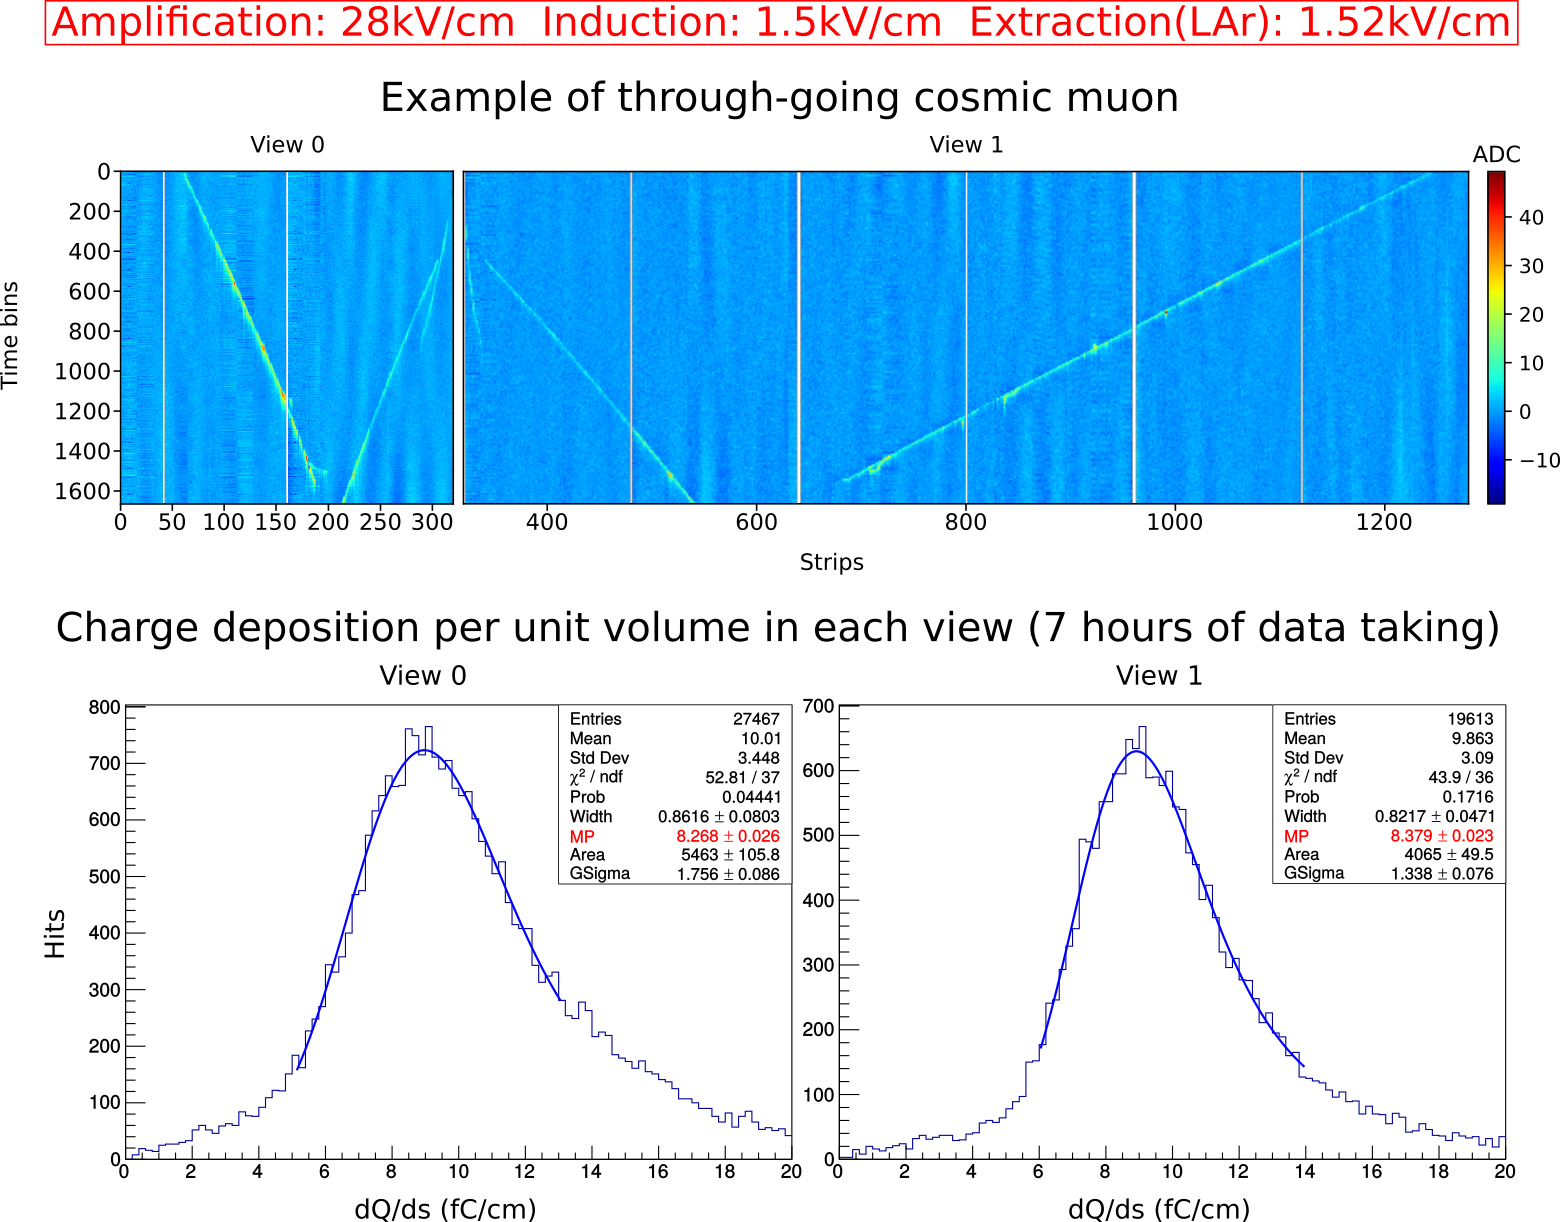 Amplification: 28kV/cm  Induction: 1.5kV/cm  Extraction(LAr): 1.52kV/cm
Example of through-going cosmic muon
View 0
View 1
ADC
Time bins
0
200
400
600
800
1000
1200
1400
1600
0 50 100 150 200 250 300
400 600 800 1000 1200
40
30
20
10
0
−10
Strips
Charge deposition per unit volume in each view (7 hours of data taking)
View 0
Hits
800
700
600
500
400
300
200
100
0
0 2 4 6 8 10 12 14 16 18 20
dQ/ds (fC/cm)
Entries 27467
Mean 10.01
Std Dev 3.448
χ² / ndf 52.81 / 37
Prob 0.04441
Width 0.8616 ± 0.0803
MP 8.268 ± 0.026
Area 5463 ± 105.8
GSigma 1.756 ± 0.086
View 1
700
600
500
400
300
200
100
0
0 2 4 6 8 10 12 14 16 18 20
dQ/ds (fC/cm)
Entries 19613
Mean 9.863
Std Dev 3.09
χ² / ndf 43.9 / 36
Prob 0.1716
Width 0.8217 ± 0.0471
MP 8.379 ± 0.023
Area 4065 ± 49.5
GSigma 1.338 ± 0.076